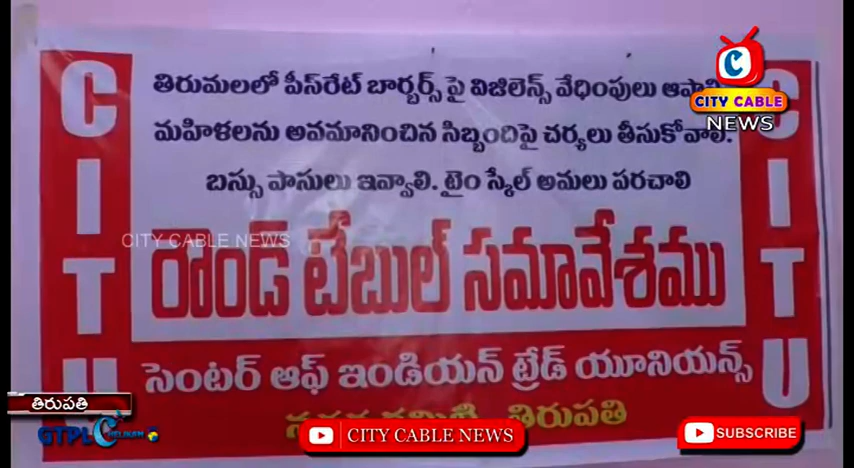 CITY CABLE
NEWS
తిరుమలలో పీస్‌రేట్ బార్బర్స్ పై విజిలెన్స్ వేధింపులు
మహిళలను అవమానించిన సిబ్బందిపై చర్యలు తీసుకోవాలి.
బస్సు పాసులు ఇవ్వాలి. టైం స్కేల్ అమలు పరచాలి
CITY CABLE NEWS
రౌండ్ టేబుల్ సమావేశము
సెంటర్ ఆఫ్ ఇండియన్ ట్రేడ్ యూనియన్స్
తిరుపతి
CITU
CITU
తిరుపతి
GTPL
CITY CABLE NEWS
SUBSCRIBE